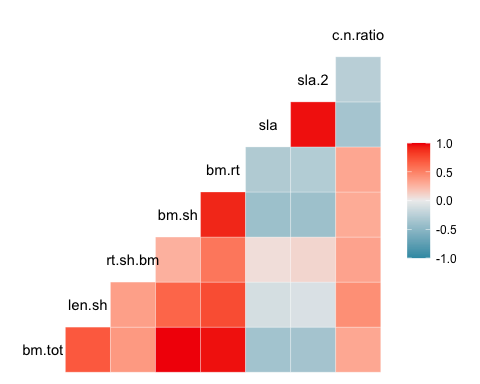 c.n.ratio
sla.2
sla
bm.rt
bm.sh
rt.sh.bm
len.sh
bm.tot
1.0
0.5
0.0
-0.5
-1.0